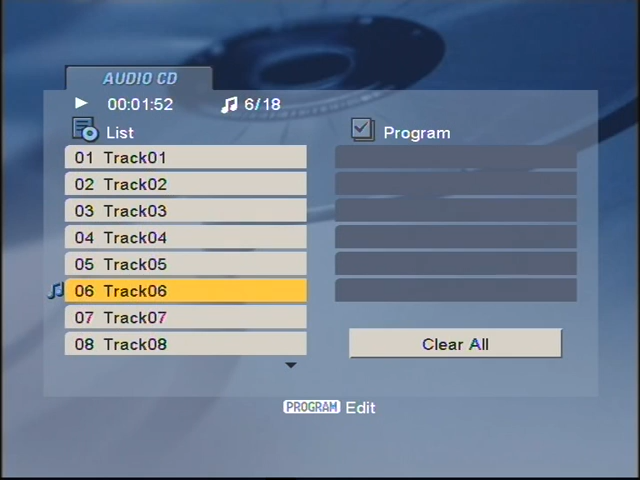 AUDIO CD
00:01:52 6/18
List
Program
01 Track01
02 Track02
03 Track03
04 Track04
05 Track05
06 Track06
07 Track07
08 Track08
Clear All
PROGRAM Edit